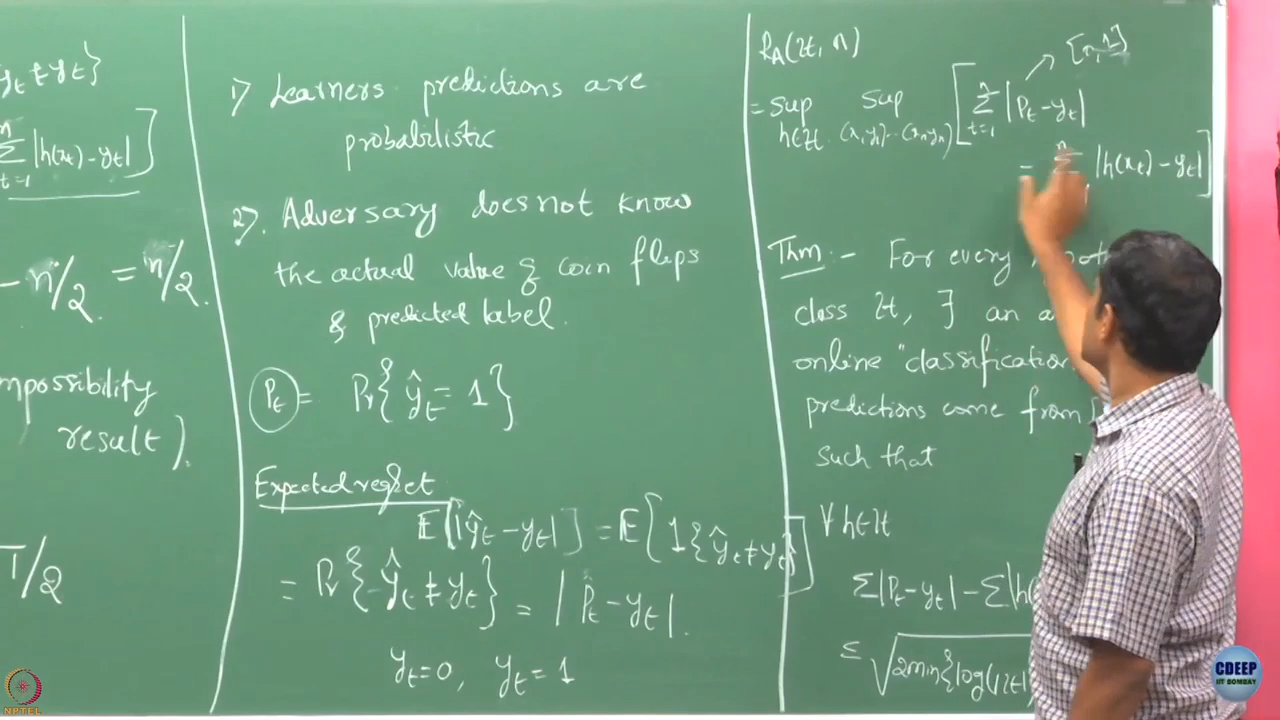 yt ≠ yt}
n
Σ |h(xt) - yt|]
t=1
- n/2 = n/2.
mpossibility
result).
T/2
1) Learners predictions are
probabilistic
2). Adversary does not know
the actual value of coin flips
& predicted label.
Pt = Pr{ŷt = 1}
Expected regret
E[|ŷt - yt|] = E{1{ŷt ≠ yt}
= Pr{ŷt ≠ yt} = |P̂t - yt|.
yt=0, yt=1
RA(H, n)
= sup sup [Σ |Pt - yt|
h∈H. (x1,y1)...(xn,yn) t=1
- |h(xt) - yt|]
Thm :- For every
class H, ∃ an a
online "classification
predictions come from
such that
∀ h∈H
Σ|Pt - yt| - Σ|h(
≤ √2min{log(|H|
NPTEL
CDEEP
IIT BOMBAY